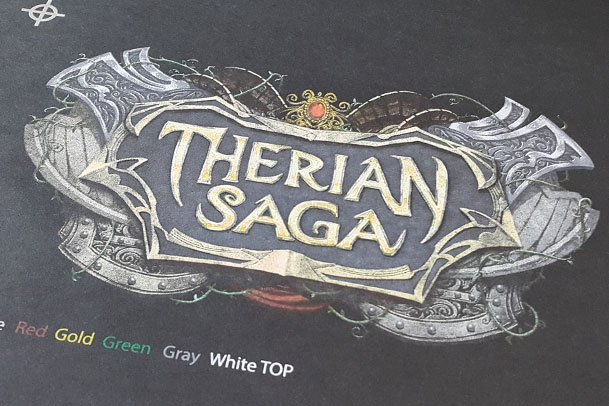 THERIAN
SAGA
Red Gold Green Gray White TOP